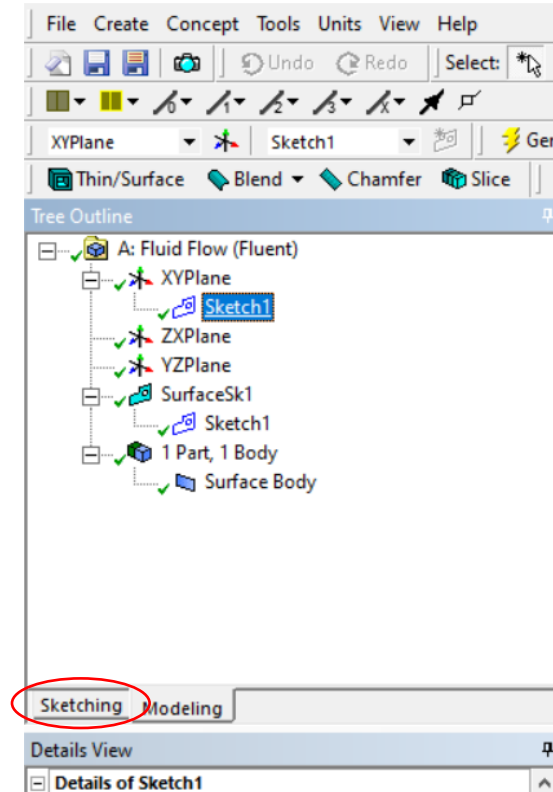 File Create Concept Tools Units View Help
Undo Redo Select:
XYPlane Sketch1 Ger
Thin/Surface Blend Chamfer Slice
Tree Outline
A: Fluid Flow (Fluent)
XYPlane
Sketch1
ZXPlane
YZPlane
SurfaceSk1
Sketch1
1 Part, 1 Body
Surface Body
Sketching Modeling
Details View
Details of Sketch1